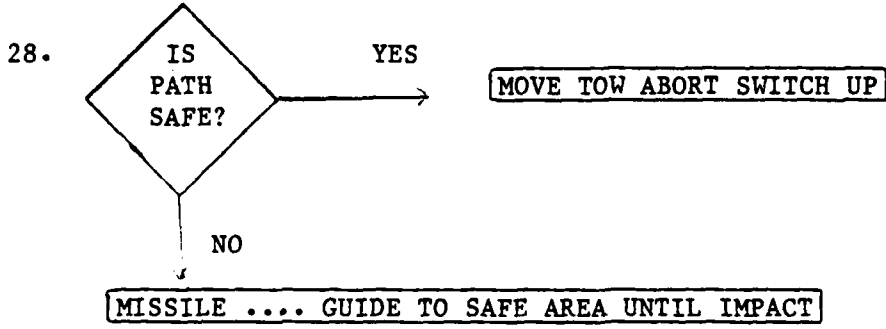 28.
IS
PATH
SAFE?
YES
MOVE TOW ABORT SWITCH UP
NO
MISSILE .... GUIDE TO SAFE AREA UNTIL IMPACT